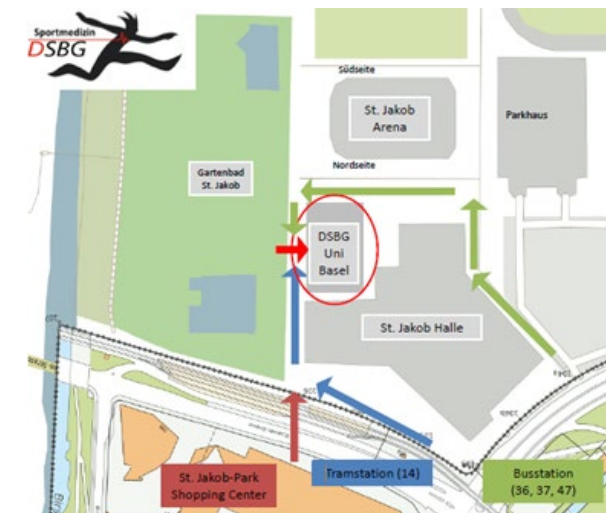 Sportmedizin
DSBG
Südseite
St. Jakob
Arena
Parkhaus
Nordseite
Gartenbad
St. Jakob
DSBG
Uni
Basel
St. Jakob Halle
St. Jakob-Park
Shopping Center
Tramstation (14)
Busstation
(36, 37, 47)